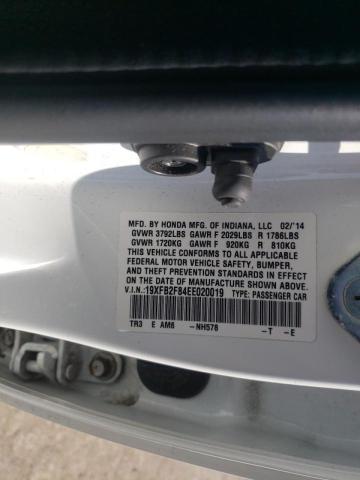 MFD. BY HONDA MFG. OF INDIANA, LLC 02/'14
GVWR 3792LBS GAWR F 2029LBS R 1786LBS
GVWR 1720KG GAWR F 920KG R 810KG
THIS VEHICLE CONFORMS TO ALL APPLICABLE
FEDERAL MOTOR VEHICLE SAFETY, BUMPER,
AND THEFT PREVENTION STANDARDS IN EFFECT
ON THE DATE OF MANUFACTURE SHOWN ABOVE.
V.I.N.:19XFB2F84EE020019 TYPE: PASSENGER CAR
TR3 E AM6 -NH578 -T -E